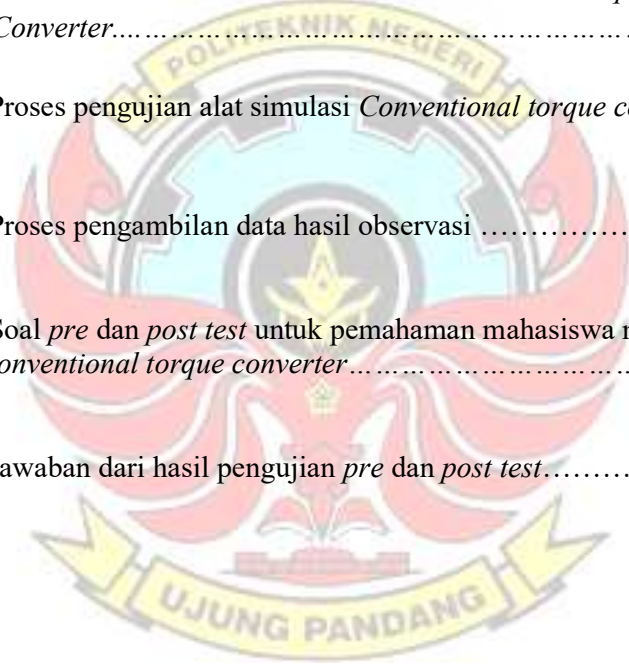 Converter....………………………………………………
POLITEKNIK NEGERI
Proses pengujian alat simulasi Conventional torque
Proses pengambilan data hasil observasi ……………
Soal pre dan post test untuk pemahaman mahasiswa
onventional torque converter…………………………
awaban dari hasil pengujian pre dan post test………
UJUNG PANDANG